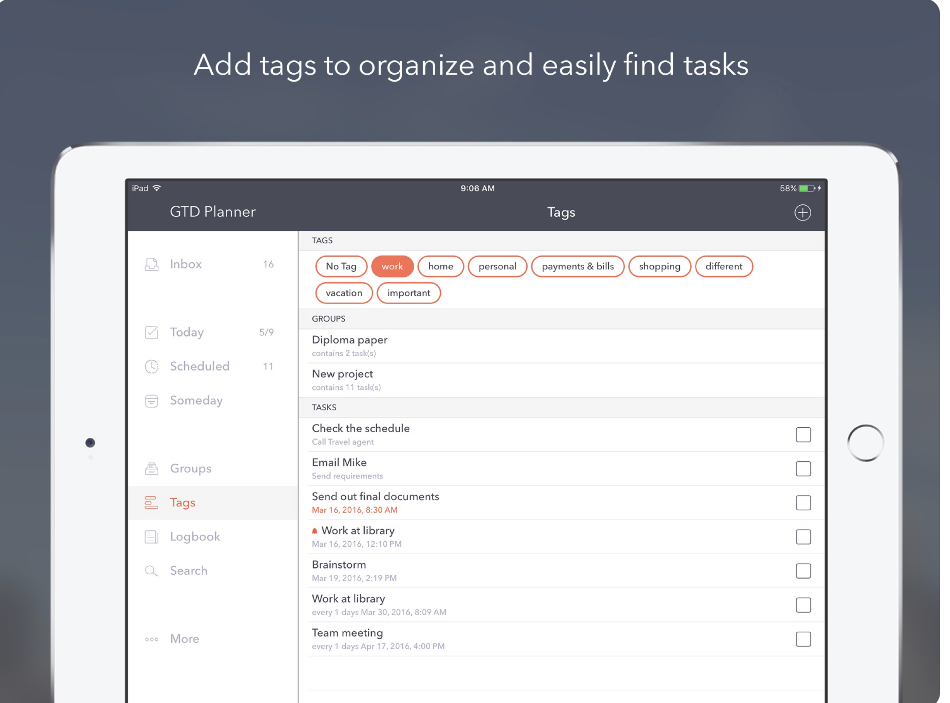 Add tags to organize and easily find tasks
iPad 9:06 AM 58%
GTD Planner Tags
Inbox 16
Today 5/9
Scheduled 11
Someday
Groups
Tags
Logbook
Search
More
TAGS
No Tag work home personal payments & bills shopping different
vacation important
GROUPS
Diploma paper
contains 2 task(s)
New project
contains 11 task(s)
TASKS
Check the schedule
Call Travel agent
Email Mike
Send requirements
Send out final documents
Mar 16, 2016, 8:30 AM
Work at library
Mar 16, 2016, 12:10 PM
Brainstorm
Mar 19, 2016, 2:19 PM
Work at library
every 1 days Mar 30, 2016, 8:09 AM
Team meeting
every 1 days Apr 17, 2016, 4:00 PM